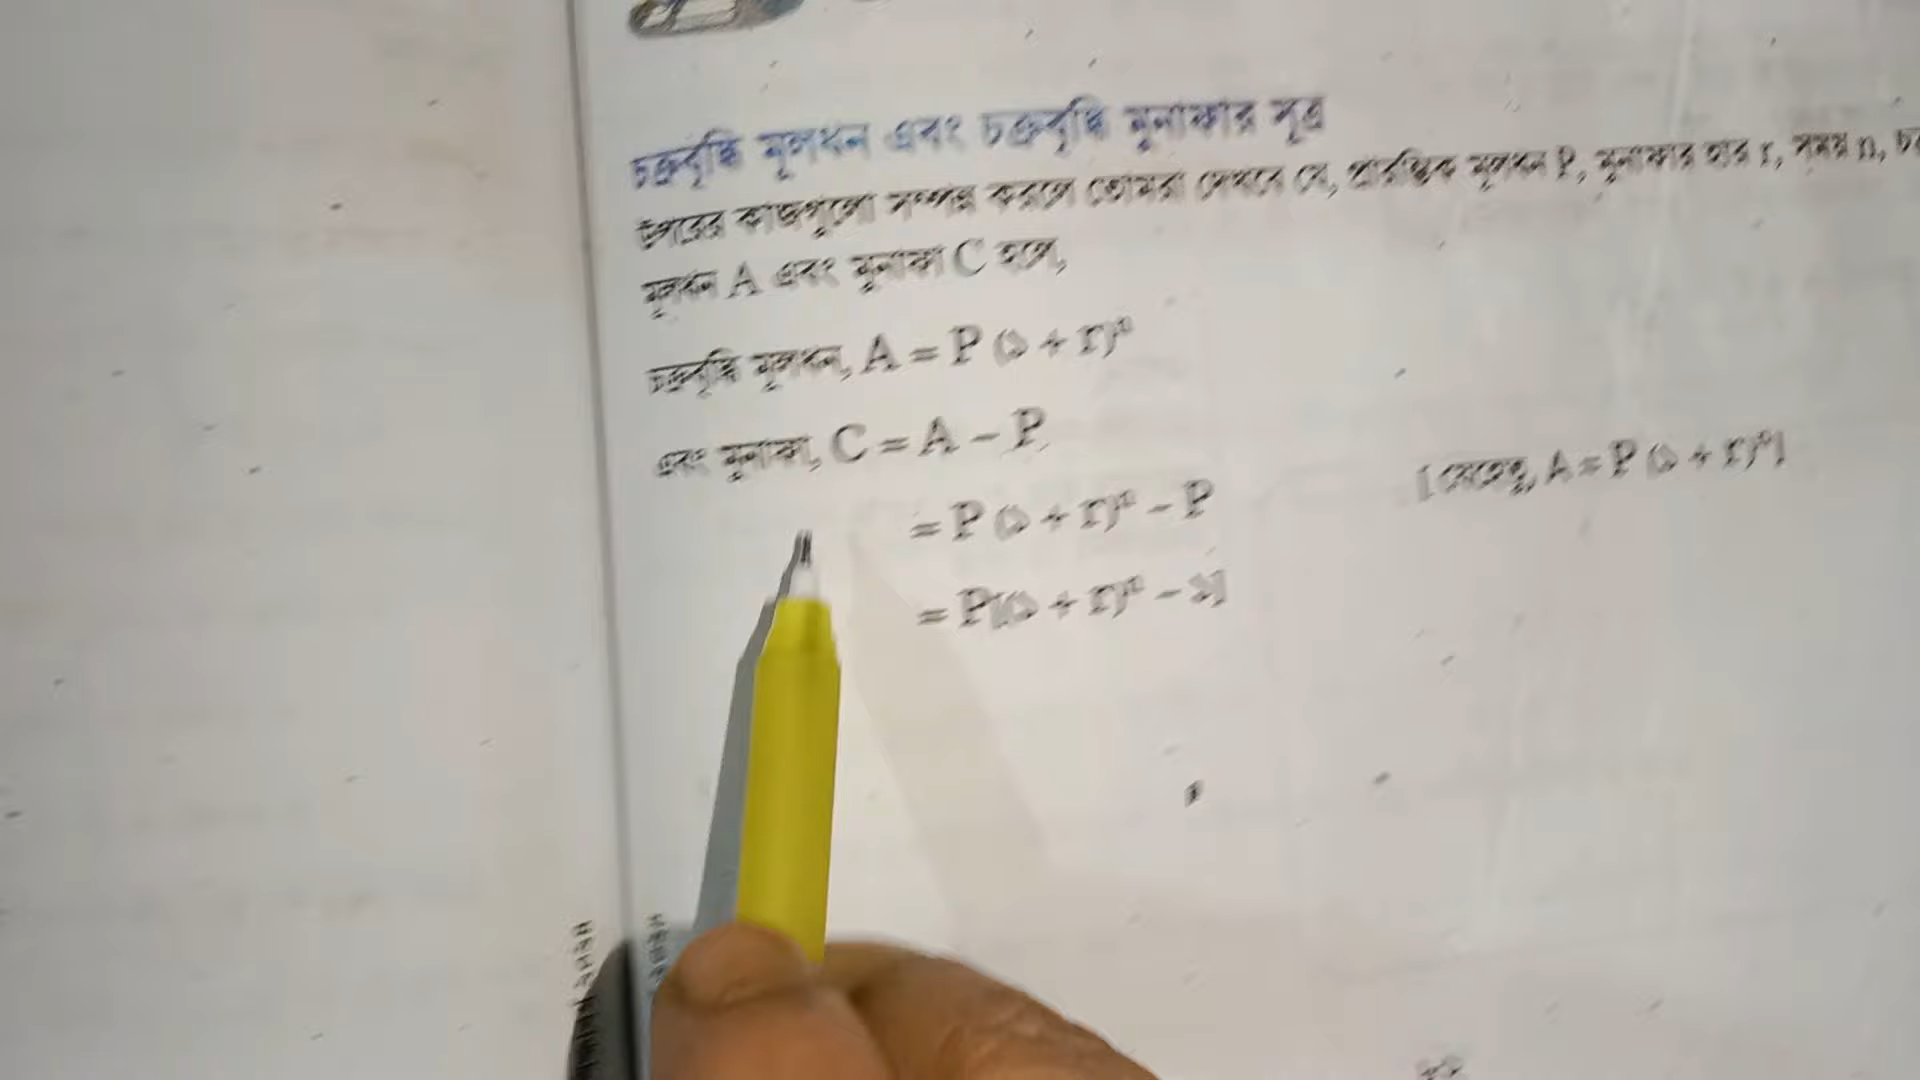 চক্রবৃদ্ধি মূলধন এবং চক্রবৃদ্ধি মুনাফার সূত্র
উপরের কাজগুলো সম্পন্ন করলে তোমরা দেখবে যে, প্রারম্ভিক মূলধন P, মুনাফার হার r, সময় n,
মূলধন A এবং মুনাফা C হলে,
চক্রবৃদ্ধি মূলধন, A = P (১ + r)ⁿ
এবং মুনাফা, C = A – P
= P (১ + r)ⁿ – P [যেহেতু, A = P (১ + r)ⁿ]
= P[(১ + r)ⁿ – ১]